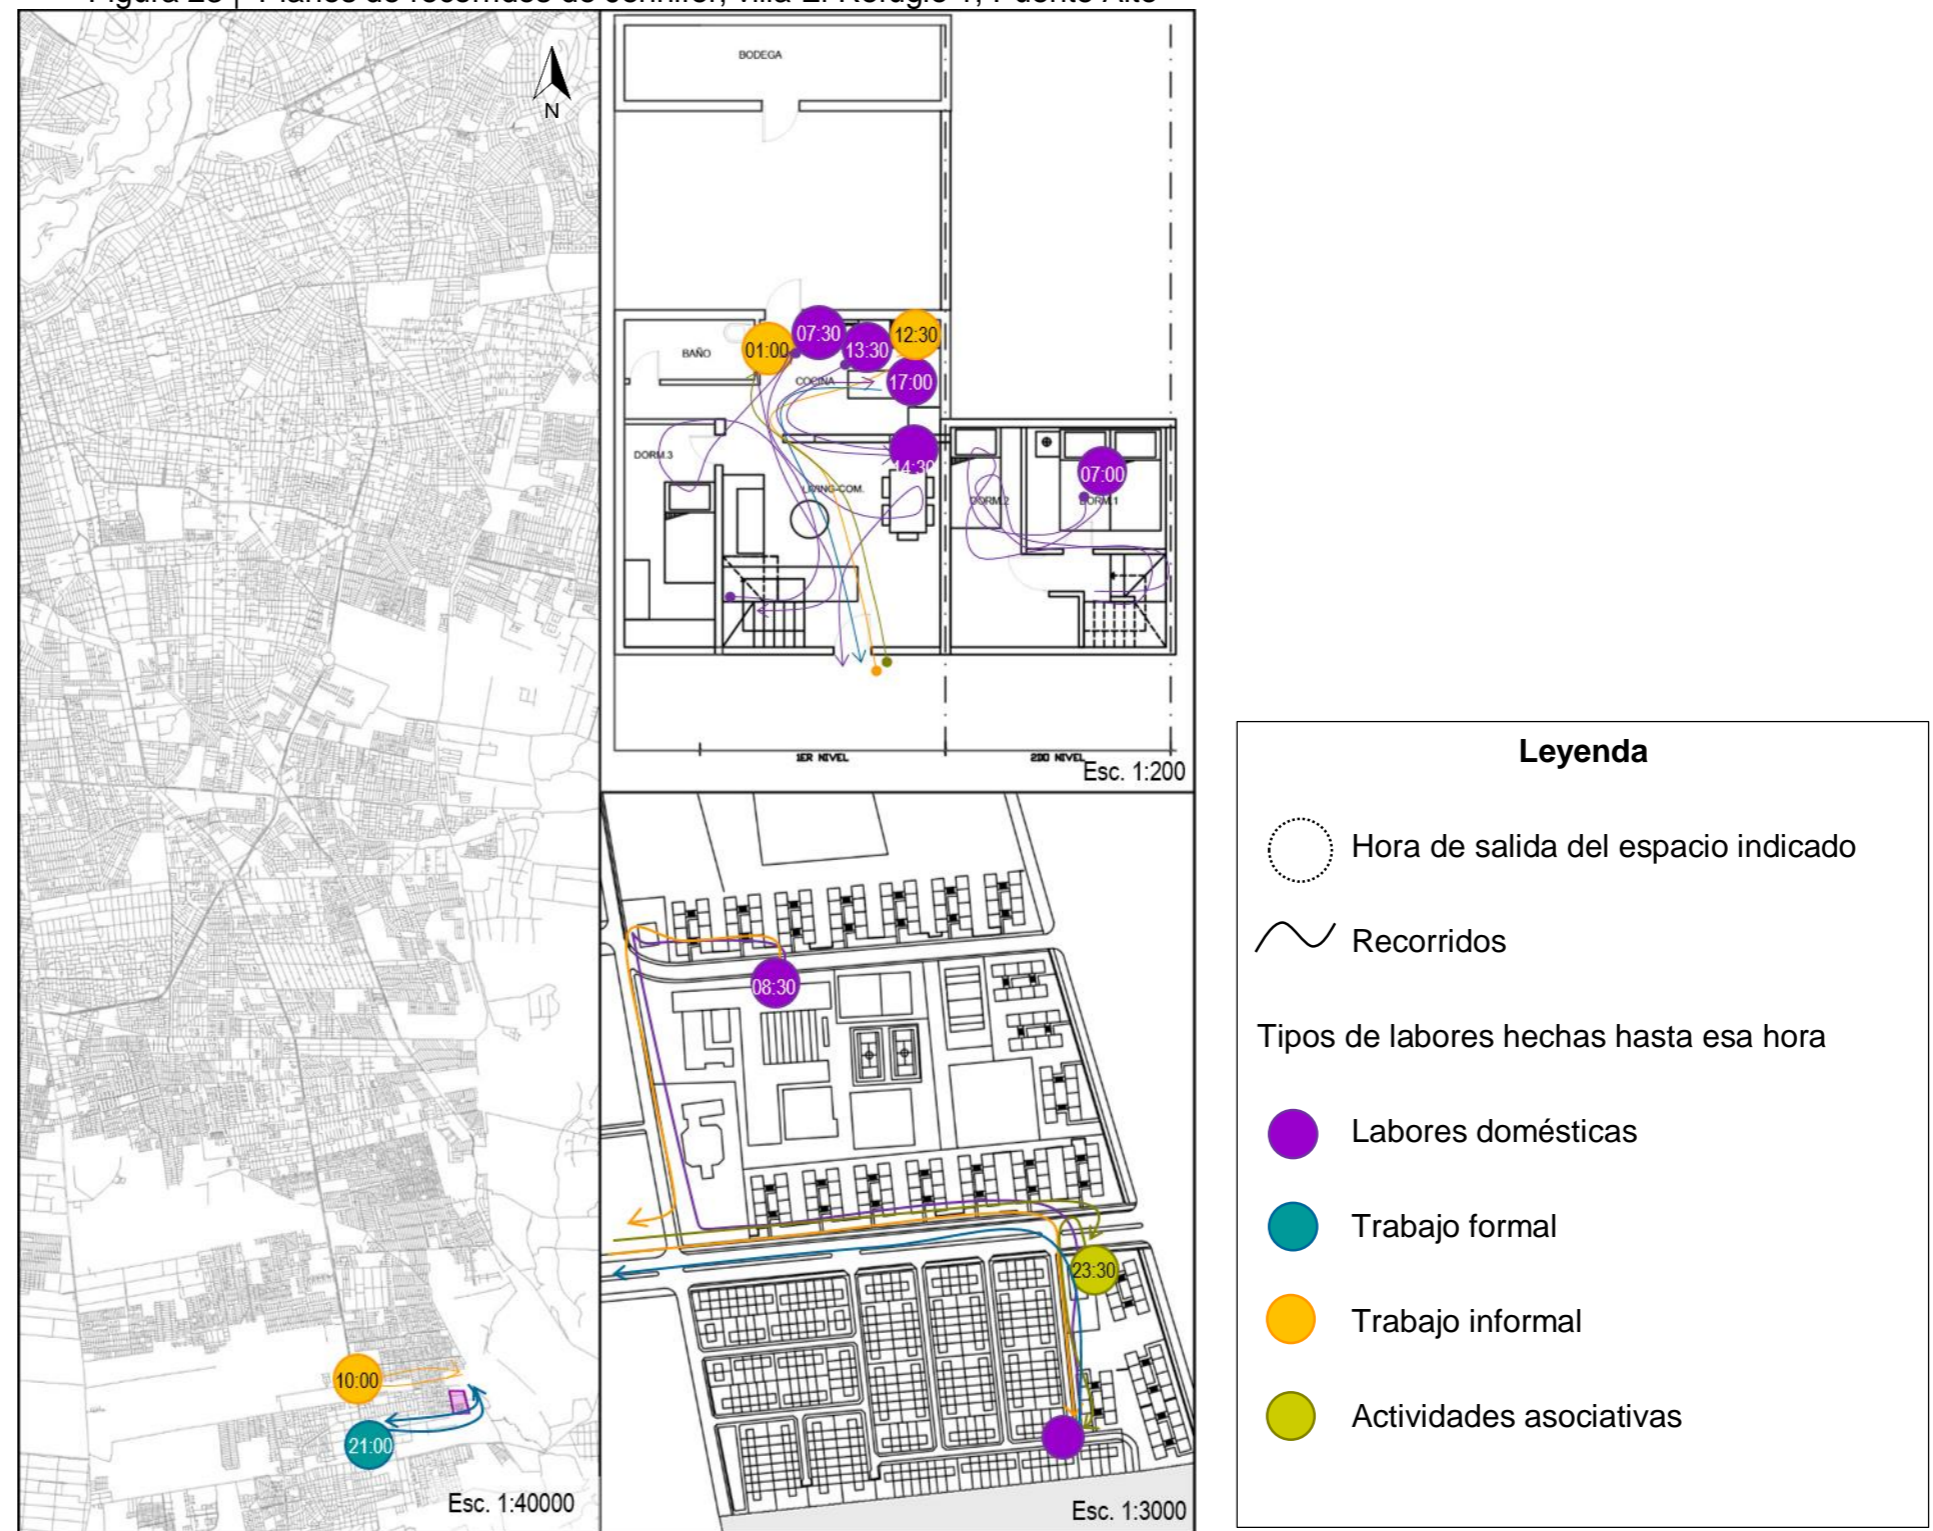 N
Esc. 1:40000
10:00
21:00
BODEGA
BAÑO
01:00
07:30
13:30
12:30
COCINA
17:00
DORM.3
14:30
LIVING-COM.
DORM.2
07:00
DORM.1
1ER NIVEL
2DO NIVEL
Esc. 1:200
08:30
23:30
Esc. 1:3000
Leyenda
Hora de salida del espacio indicado
Recorridos
Tipos de labores hechas hasta esa hora
Labores domésticas
Trabajo formal
Trabajo informal
Actividades asociativas